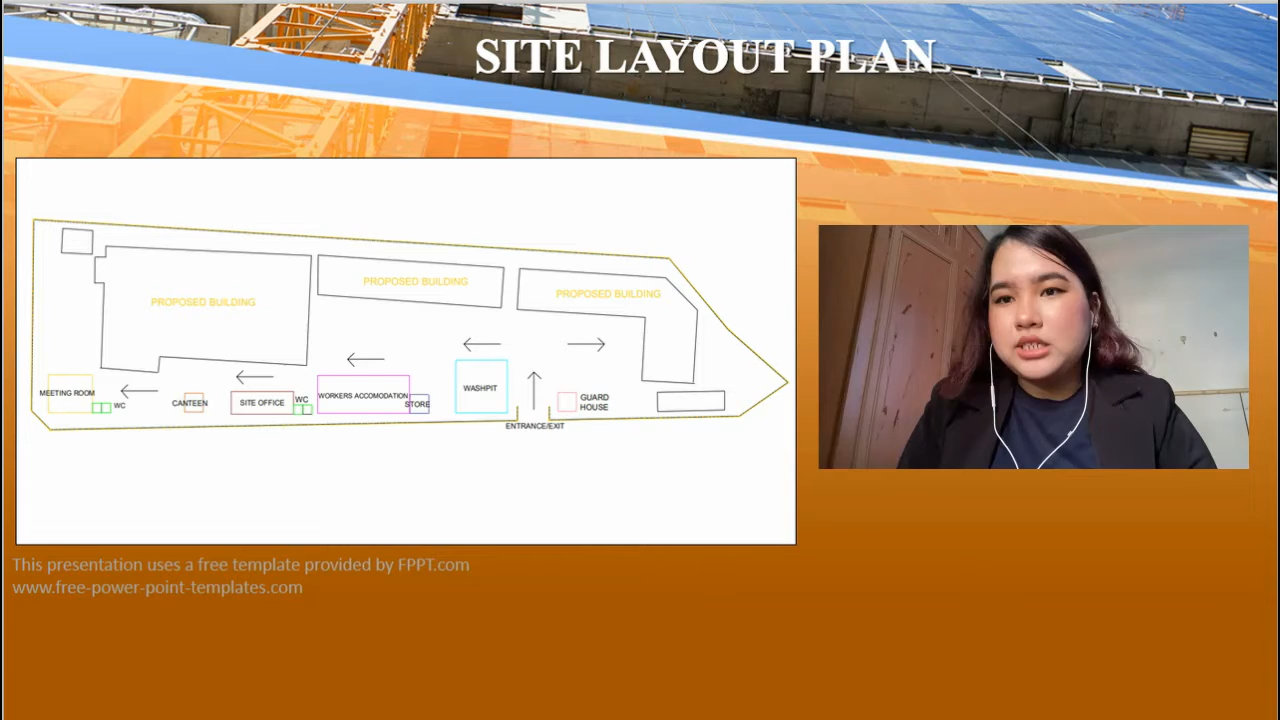 SITE LAYOUT PLAN
PROPOSED BUILDING
PROPOSED BUILDING
PROPOSED BUILDING
MEETING ROOM
WC
CANTEEN
SITE OFFICE
WC
WORKERS ACCOMODATION
STORE
WASHPIT
GUARD
HOUSE
ENTRANCE/EXIT
This presentation uses a free template provided by FPPT.com
www.free-power-point-templates.com